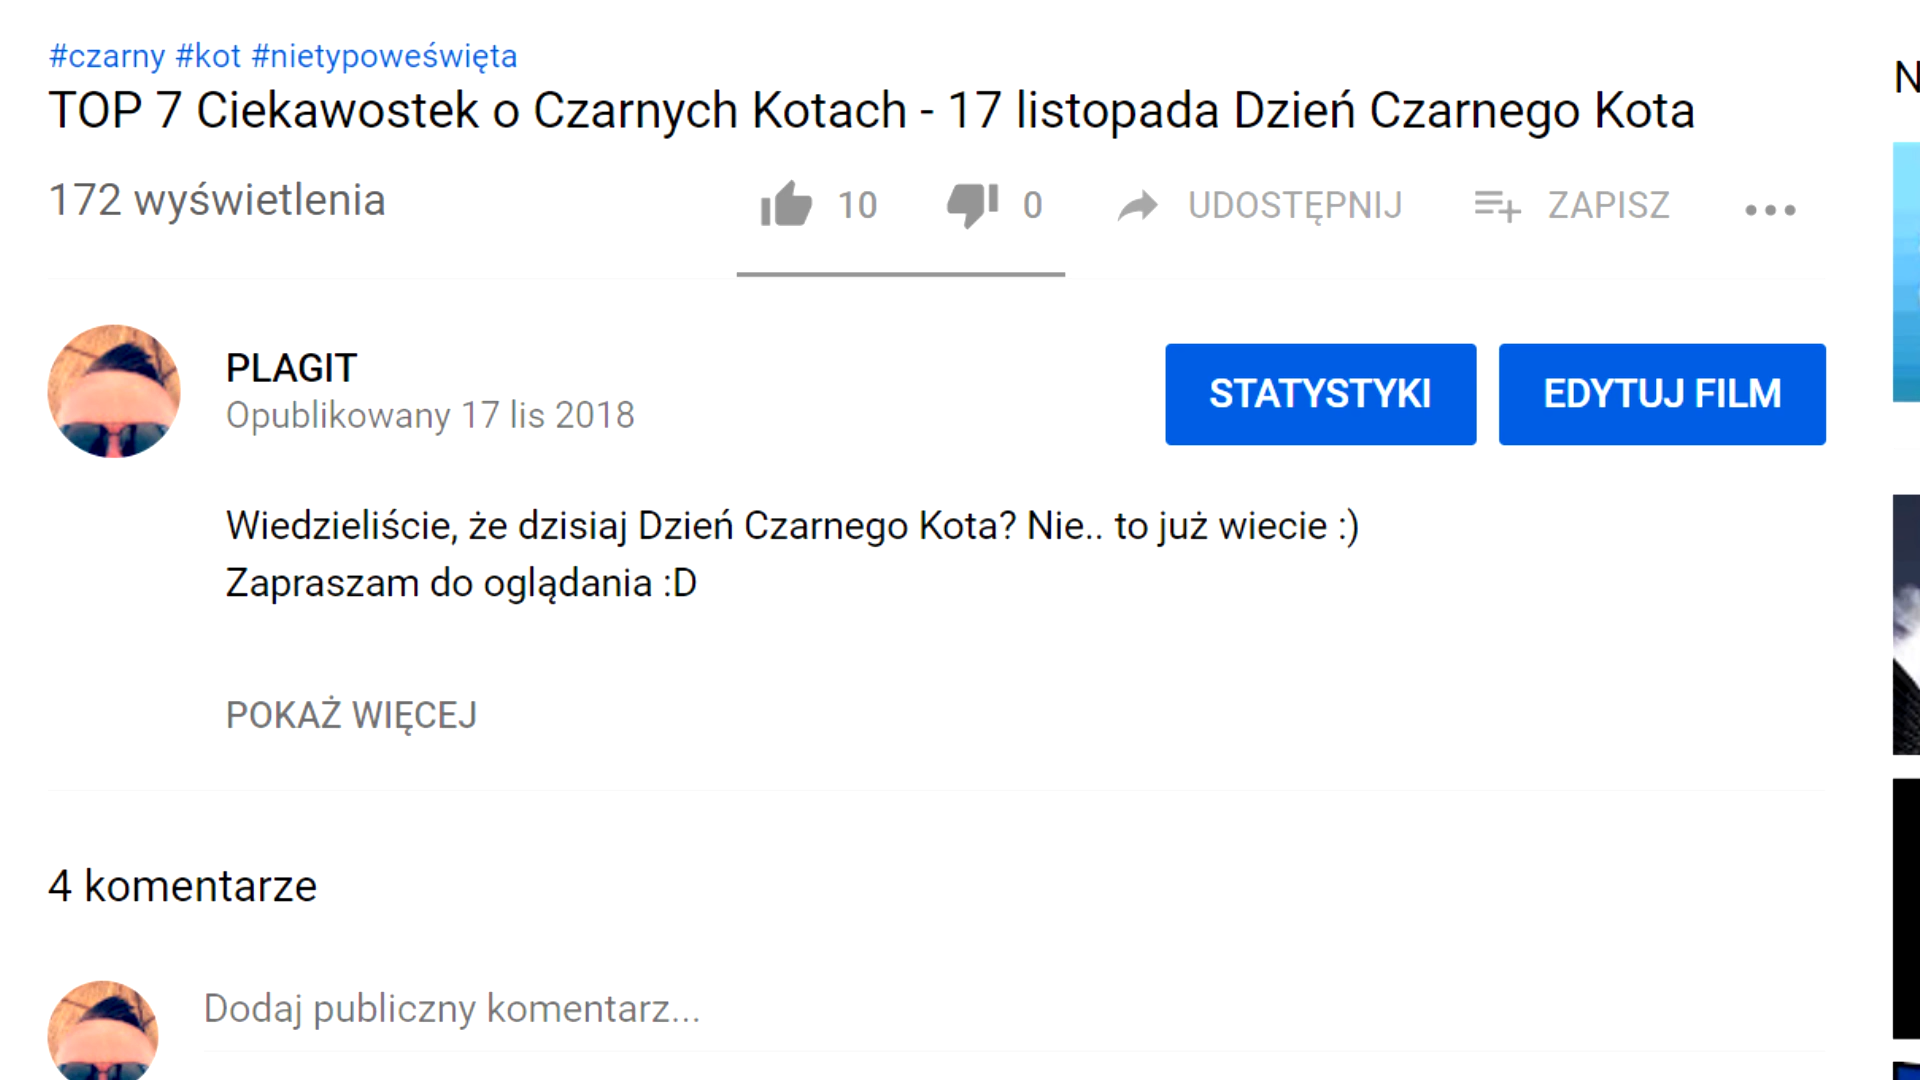 #czarny #kot #nietypoweświęta
TOP 7 Ciekawostek o Czarnych Kotach - 17 listopada Dzień Czarnego Kota
172 wyświetlenia
10
0
UDOSTĘPNIJ
ZAPISZ
PLAGIT
Opublikowany 17 lis 2018
STATYSTYKI
EDYTUJ FILM
Wiedzieliście, że dzisiaj Dzień Czarnego Kota? Nie.. to już wiecie :)
Zapraszam do oglądania :D
POKAŻ WIĘCEJ
4 komentarze
Dodaj publiczny komentarz...